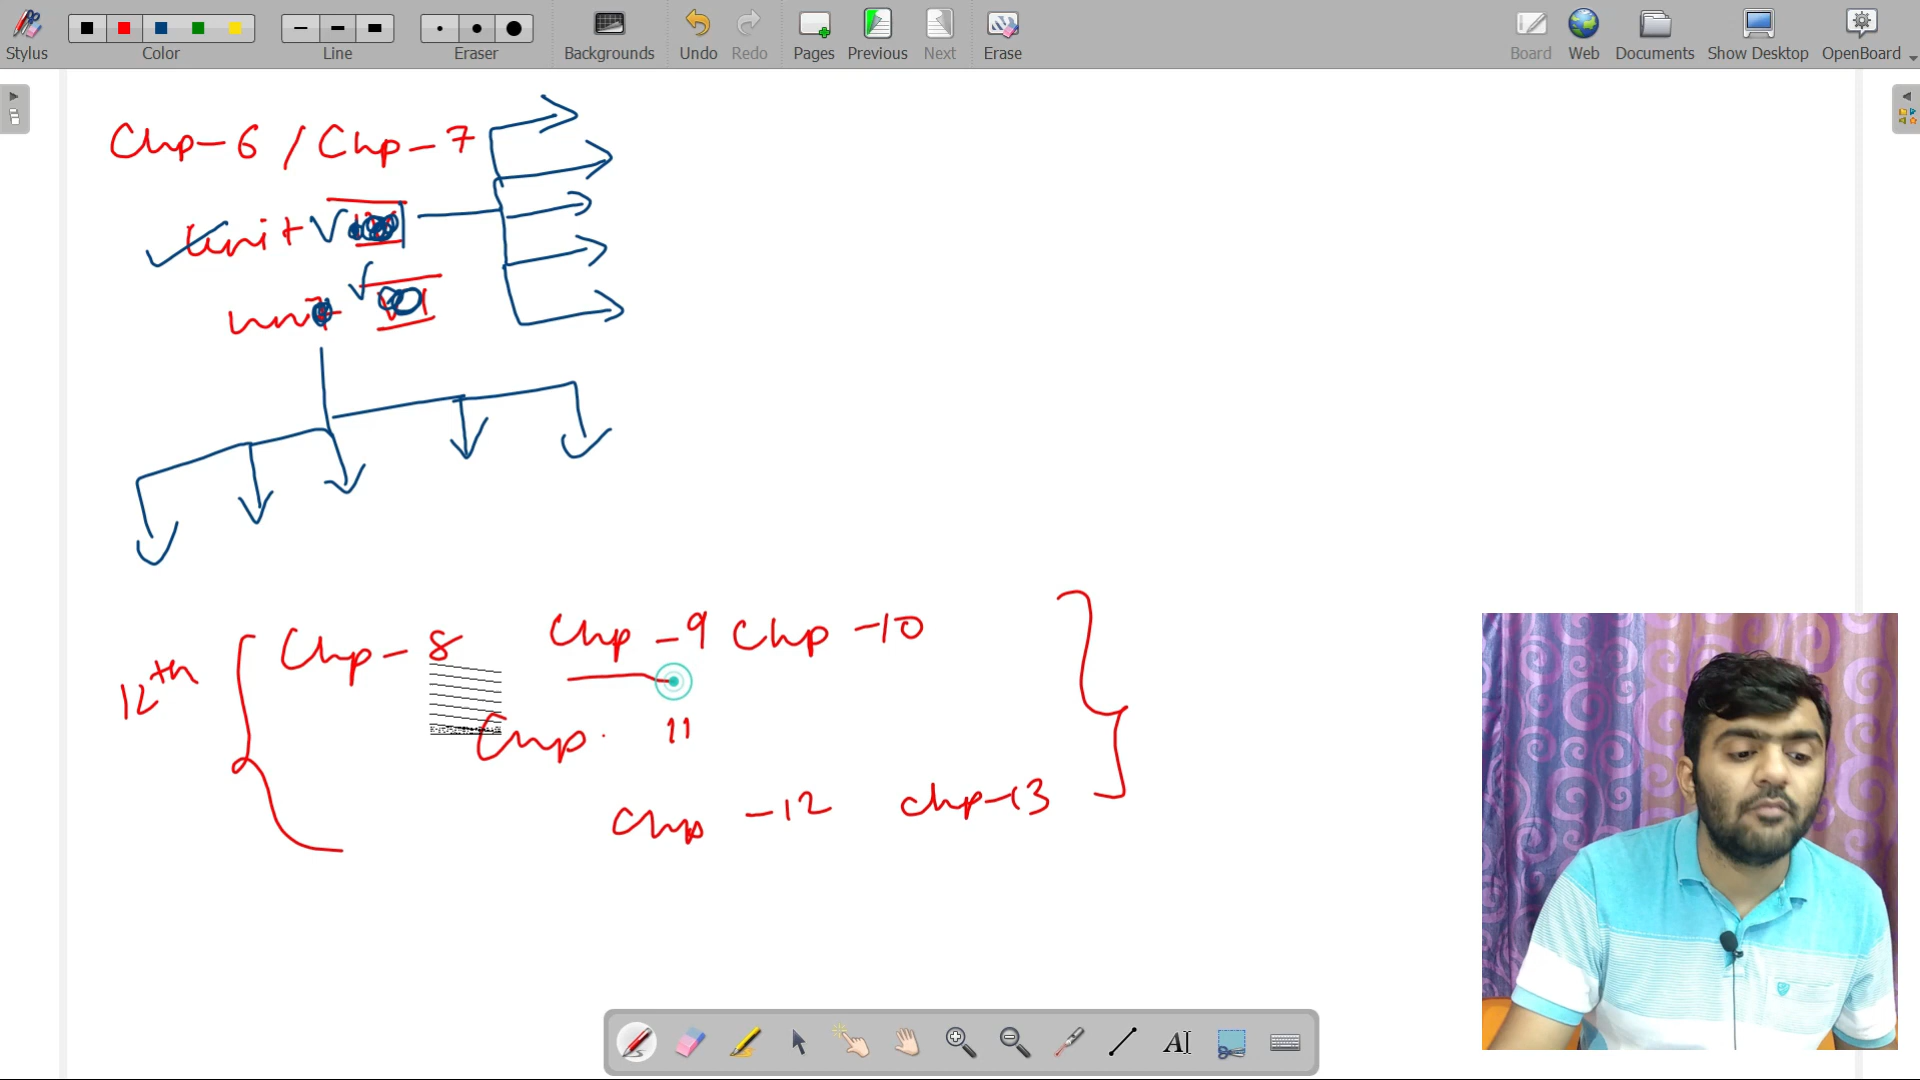 Stylus Color Line Eraser Backgrounds Undo Redo Pages Previous Next Erase Board Web Documents Show Desktop OpenBoard
Chp-6 / Chp-7
Unit
Unit
12th
Chp-8 Chp-9 Chp-10
Chp. 11
Chp-12 Chp-13